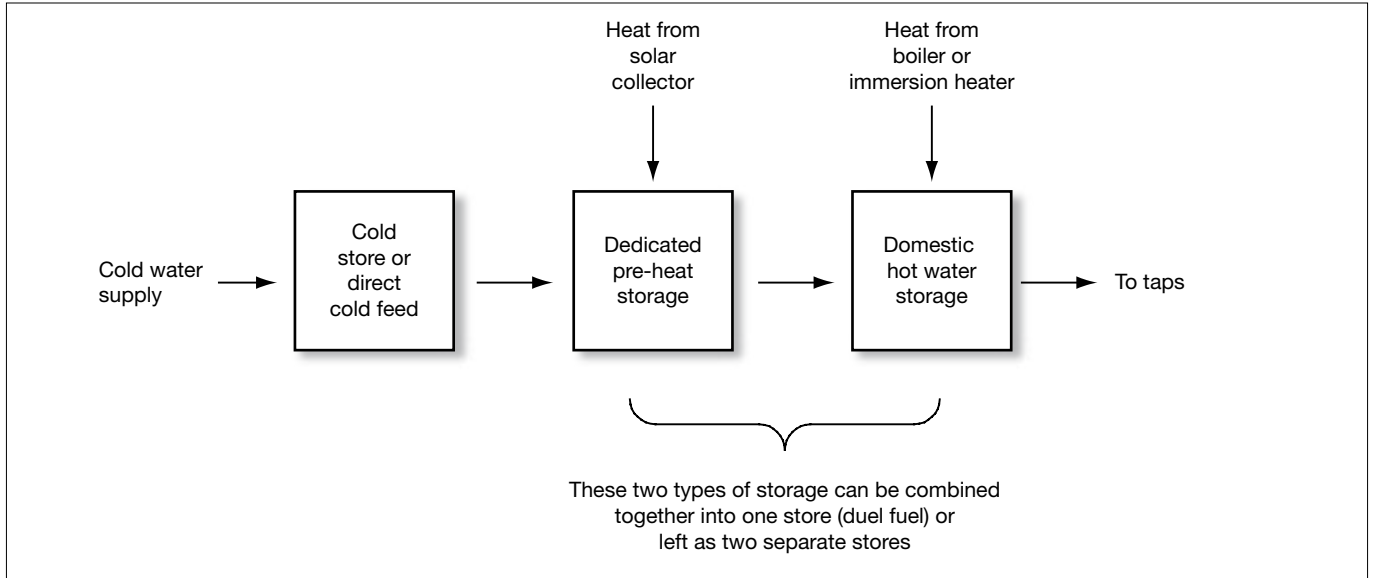 Heat from
solar
collector
Heat from
boiler or
immersion heater
Cold water
supply
Cold
store or
direct
cold feed
Dedicated
pre-heat
storage
Domestic
hot water
storage
To taps
These two types of storage can be combined
together into one store (duel fuel) or
left as two separate stores